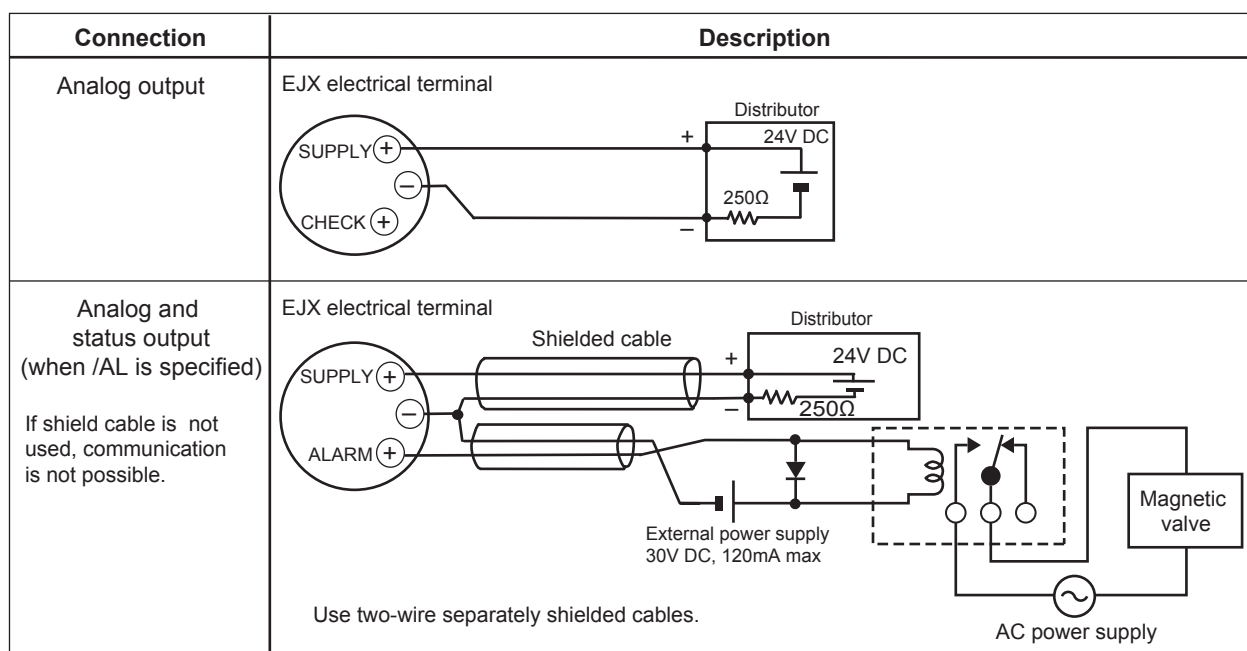 Connection
Description
Analog output
EJX electrical terminal
Distributor
SUPPLY +
+
24V DC
–
250Ω
CHECK +
–
Analog and
status output
(when /AL is specified)
If shield cable is not
used, communication
is not possible.
EJX electrical terminal
Shielded cable
Distributor
SUPPLY +
+
24V DC
–
–
250Ω
ALARM +
External power supply
30V DC, 120mA max
Magnetic
valve
Use two-wire separately shielded cables.
AC power supply